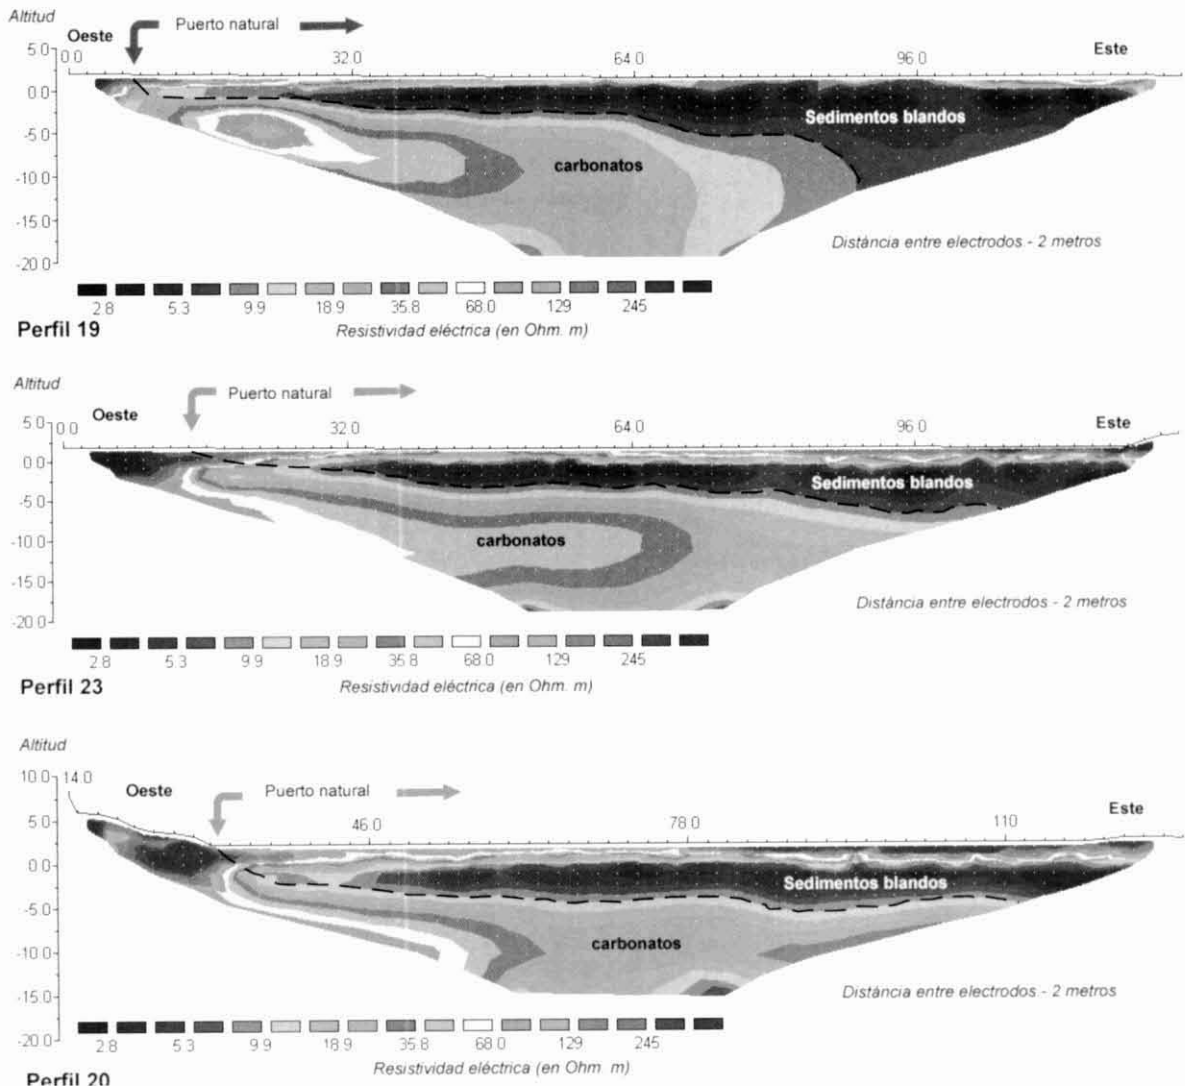 Altitud
Oeste Puerto natural
5.0 0.0 32.0 64.0 96.0 Este
0.0
Sedimentos blandos
-5.0
carbonatos
-10.0
-15.0
Distáncia entre electrodos - 2 metros
-20.0
2.8 5.3 9.9 18.9 35.8 68.0 129 245
Perfil 19 Resistividad eléctrica (en Ohm. m)
Altitud
Puerto natural
Oeste
5.0 0.0 32.0 64.0 96.0 Este
0.0
Sedimentos blandos
-5.0
carbonatos
-10.0
-15.0
Distáncia entre electrodos - 2 metros
-20.0
2.8 5.3 9.9 18.9 35.8 68.0 129 245
Perfil 23 Resistividad eléctrica (en Ohm. m)
Altitud
10.0 14.0 Oeste Puerto natural
Este
5.0 46.0 78.0 110
0.0
Sedimentos blandos
-5.0
carbonatos
-10.0
Distáncia entre electrodos - 2 metros
-15.0
-20.0
2.8 5.3 9.9 18.9 35.8 68.0 129 245
Resistividad eléctrica (en Ohm m)
Perfil 20